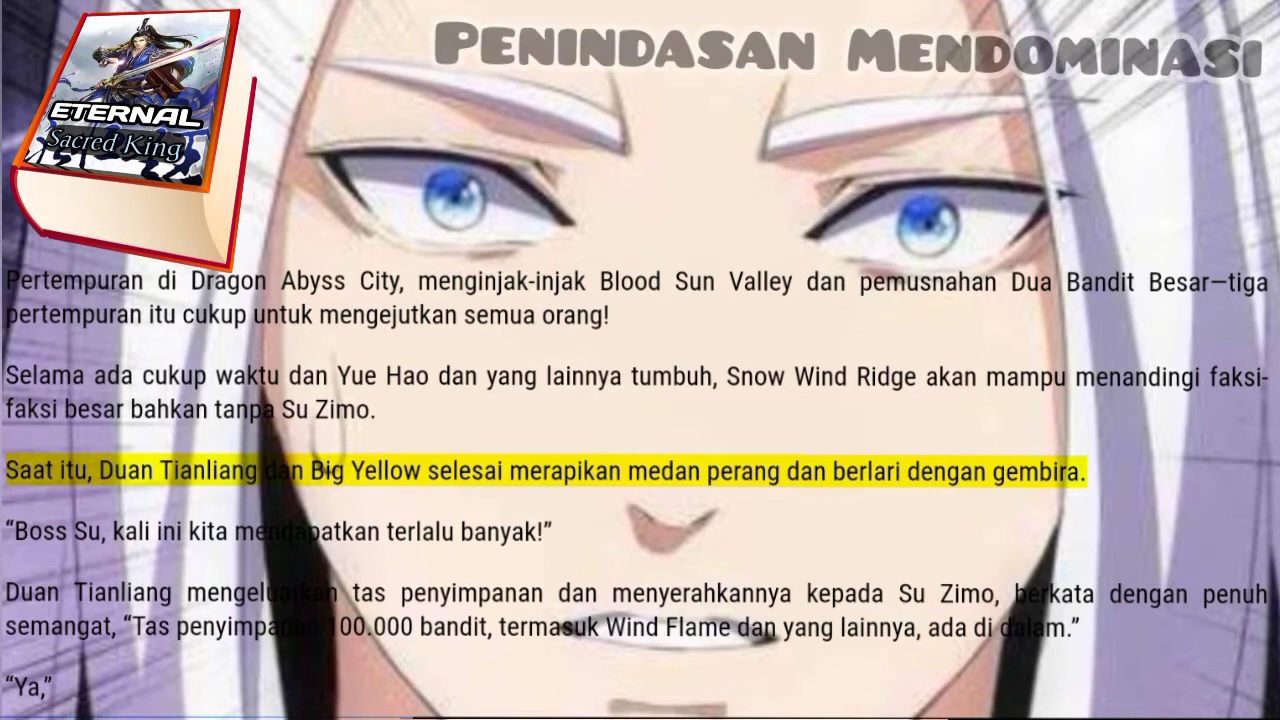 PENINDASAN MENDOMINASI
ETERNAL
Sacred King
Pertempuran di Dragon Abyss City, menginjak-injak Blood Sun Valley dan pemusnahan Dua Bandit Besar—tiga
pertempuran itu cukup untuk mengejutkan semua orang!
Selama ada cukup waktu dan Yue Hao dan yang lainnya tumbuh, Snow Wind Ridge akan mampu menandingi faksi-
faksi besar bahkan tanpa Su Zimo.
Saat itu, Duan Tianliang dan Big Yellow selesai merapikan medan perang dan berlari dengan gembira.
“Boss Su, kali ini kita mendapatkan terlalu banyak!”
Duan Tianliang mengeluarkan tas penyimpanan dan menyerahkannya kepada Su Zimo, berkata dengan penuh
semangat, “Tas penyimpanan 100.000 bandit, termasuk Wind Flame dan yang lainnya, ada di dalam.”
“Ya,”